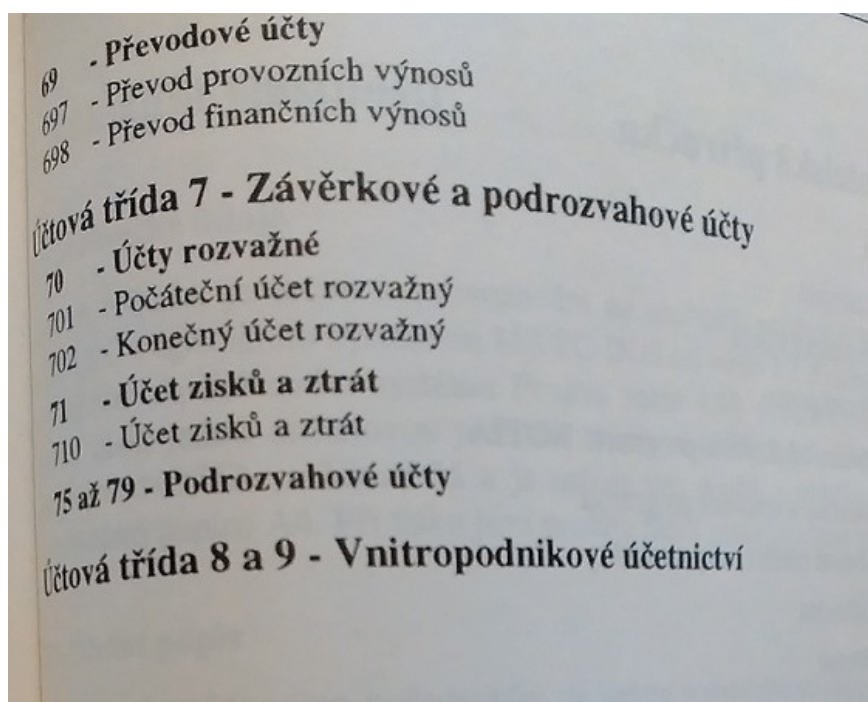 69 - Převodové účty
697 - Převod provozních výnosů
698 - Převod finančních výnosů
Účtová třída 7 - Závěrkové a podrozvahové účty
70 - Účty rozvažné
701 - Počáteční účet rozvažný
702 - Konečný účet rozvažný
71 - Účet zisků a ztrát
710 - Účet zisků a ztrát
75 až 79 - Podrozvahové účty
Účtová třída 8 a 9 - Vnitropodnikové účetnictví